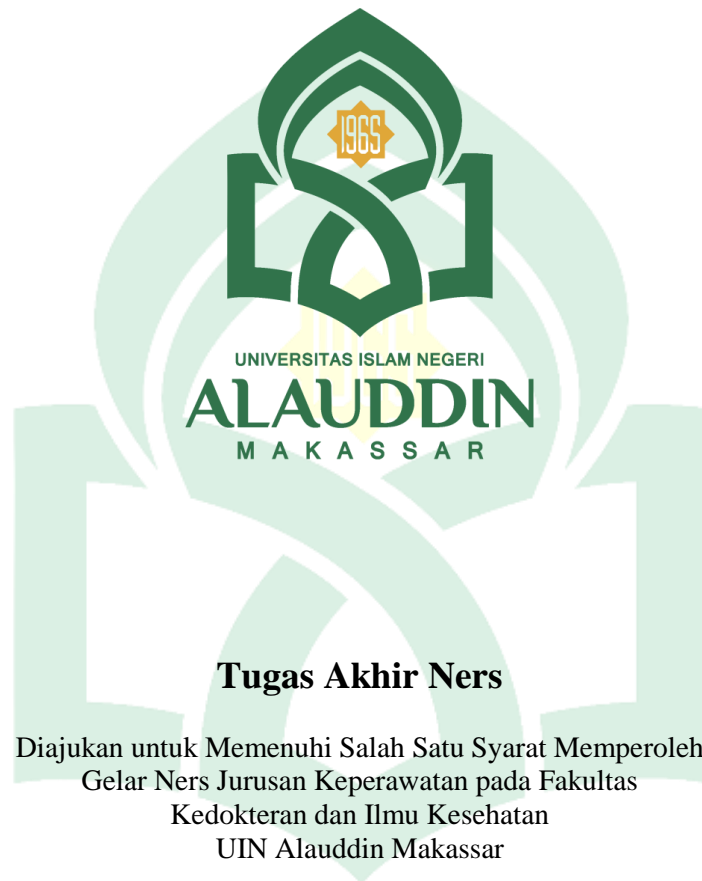 1965
UNIVERSITAS ISLAM NEGERI
ALAUDDIN
MAKASSAR
Tugas Akhir Ners
Diajukan untuk Memenuhi Salah Satu Syarat Memperoleh
Gelar Ners Jurusan Keperawatan pada Fakultas
Kedokteran dan Ilmu Kesehatan
UIN Alauddin Makassar